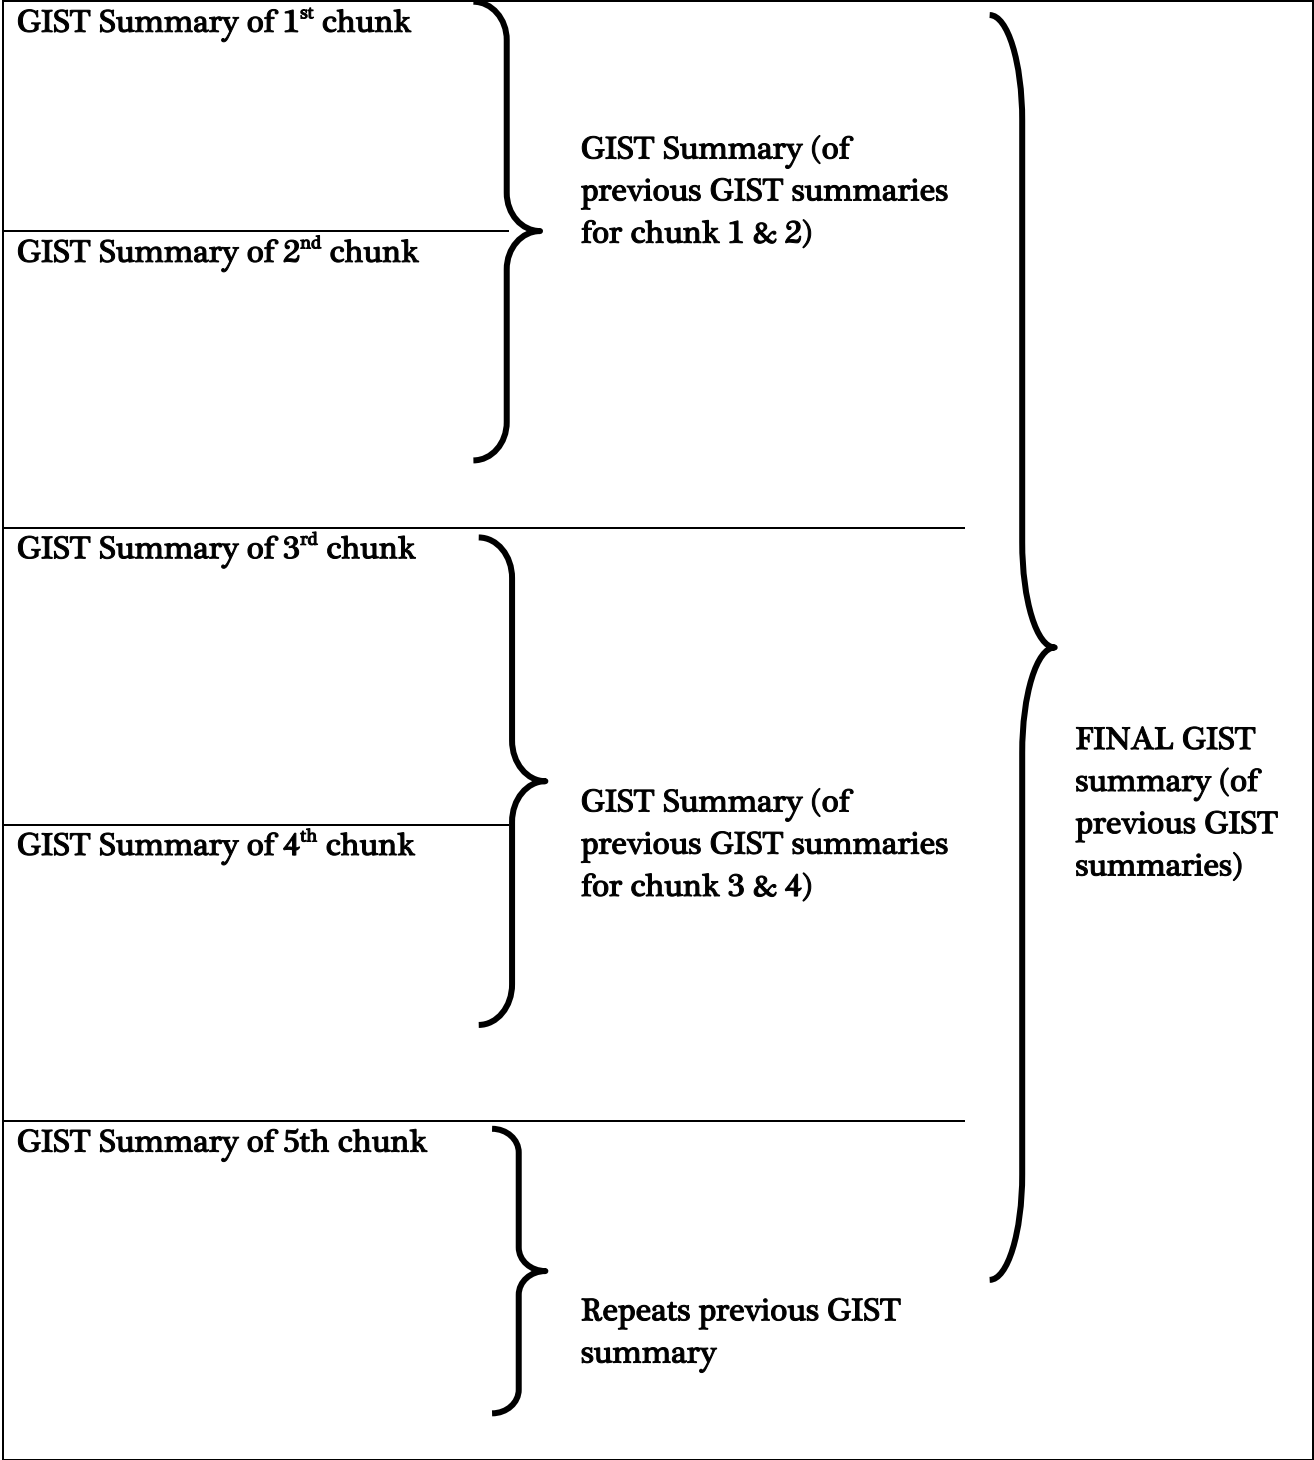 GIST Summary of 1st chunk
GIST Summary (of
previous GIST summaries
for chunk 1 & 2)
GIST Summary of 2nd chunk
GIST Summary of 3rd chunk
GIST Summary of 4th chunk
GIST Summary (of
previous GIST summaries
for chunk 3 & 4)
GIST Summary of 5th chunk
Repeats previous GIST
summary
FINAL GIST
summary (of
previous GIST
summaries)